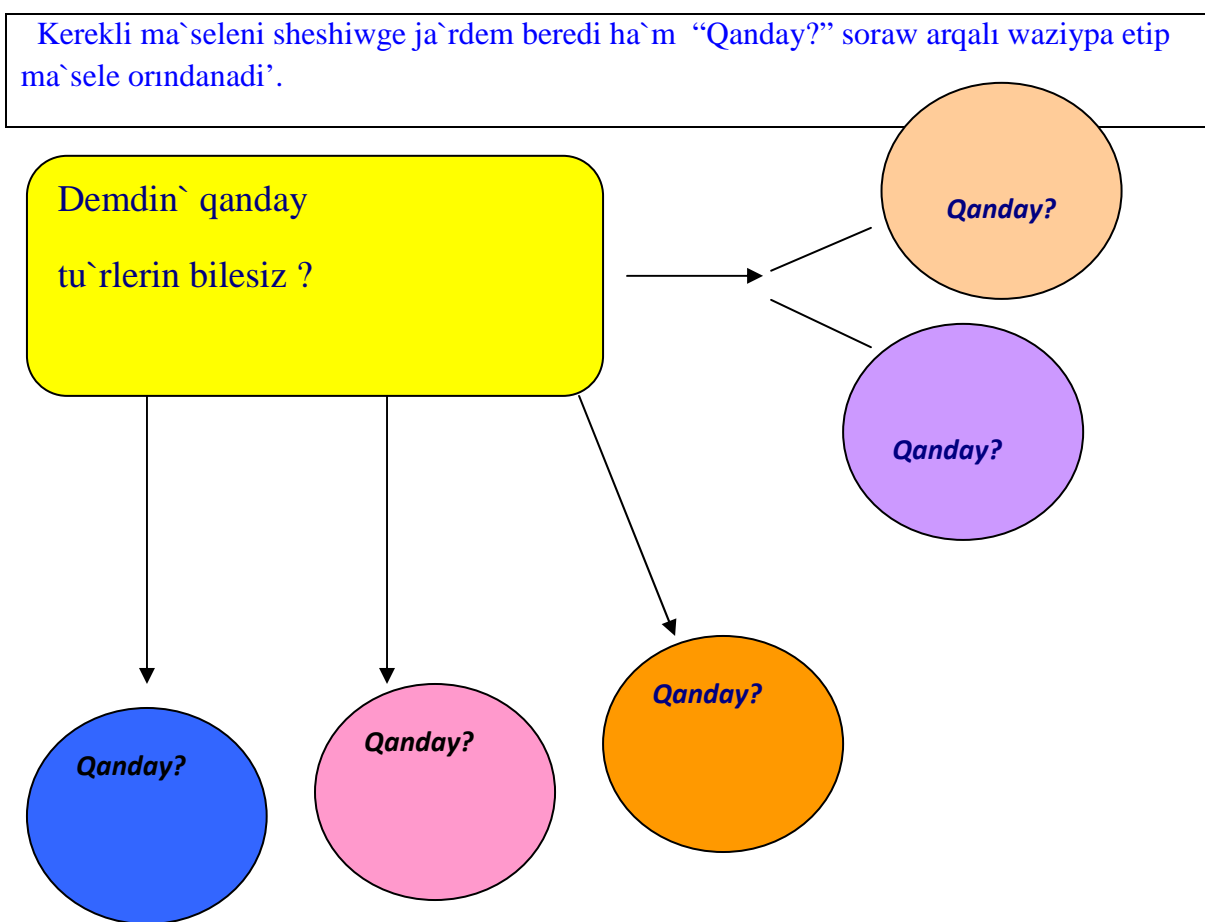 Kerekli ma`seleni sheshiwge ja`rdem beredi ha`m “Qanday?” soraw arqalı waziypa etip
ma`sele orındanadi’.
Demdin` qanday
tu`rlerin bilesiz ?
Qanday?
Qanday?
Qanday?
Qanday?
Qanday?